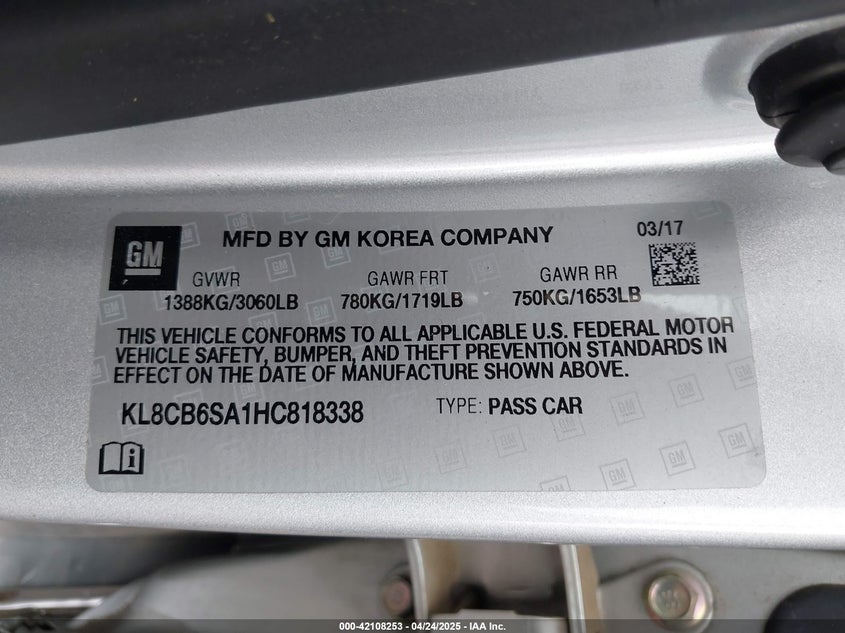 GM
MFD BY GM KOREA COMPANY
03/17
GVWR GAWR FRT GAWR RR
1388KG/3060LB 780KG/1719LB 750KG/1653LB
THIS VEHICLE CONFORMS TO ALL APPLICABLE U.S. FEDERAL MOTOR
VEHICLE SAFETY, BUMPER, AND THEFT PREVENTION STANDARDS IN
EFFECT ON THE DATE OF MANUFACTURE SHOWN ABOVE.
KL8CB6SA1HC818338 TYPE: PASS CAR
000-42108253 - 04/24/2025 - IAA Inc.